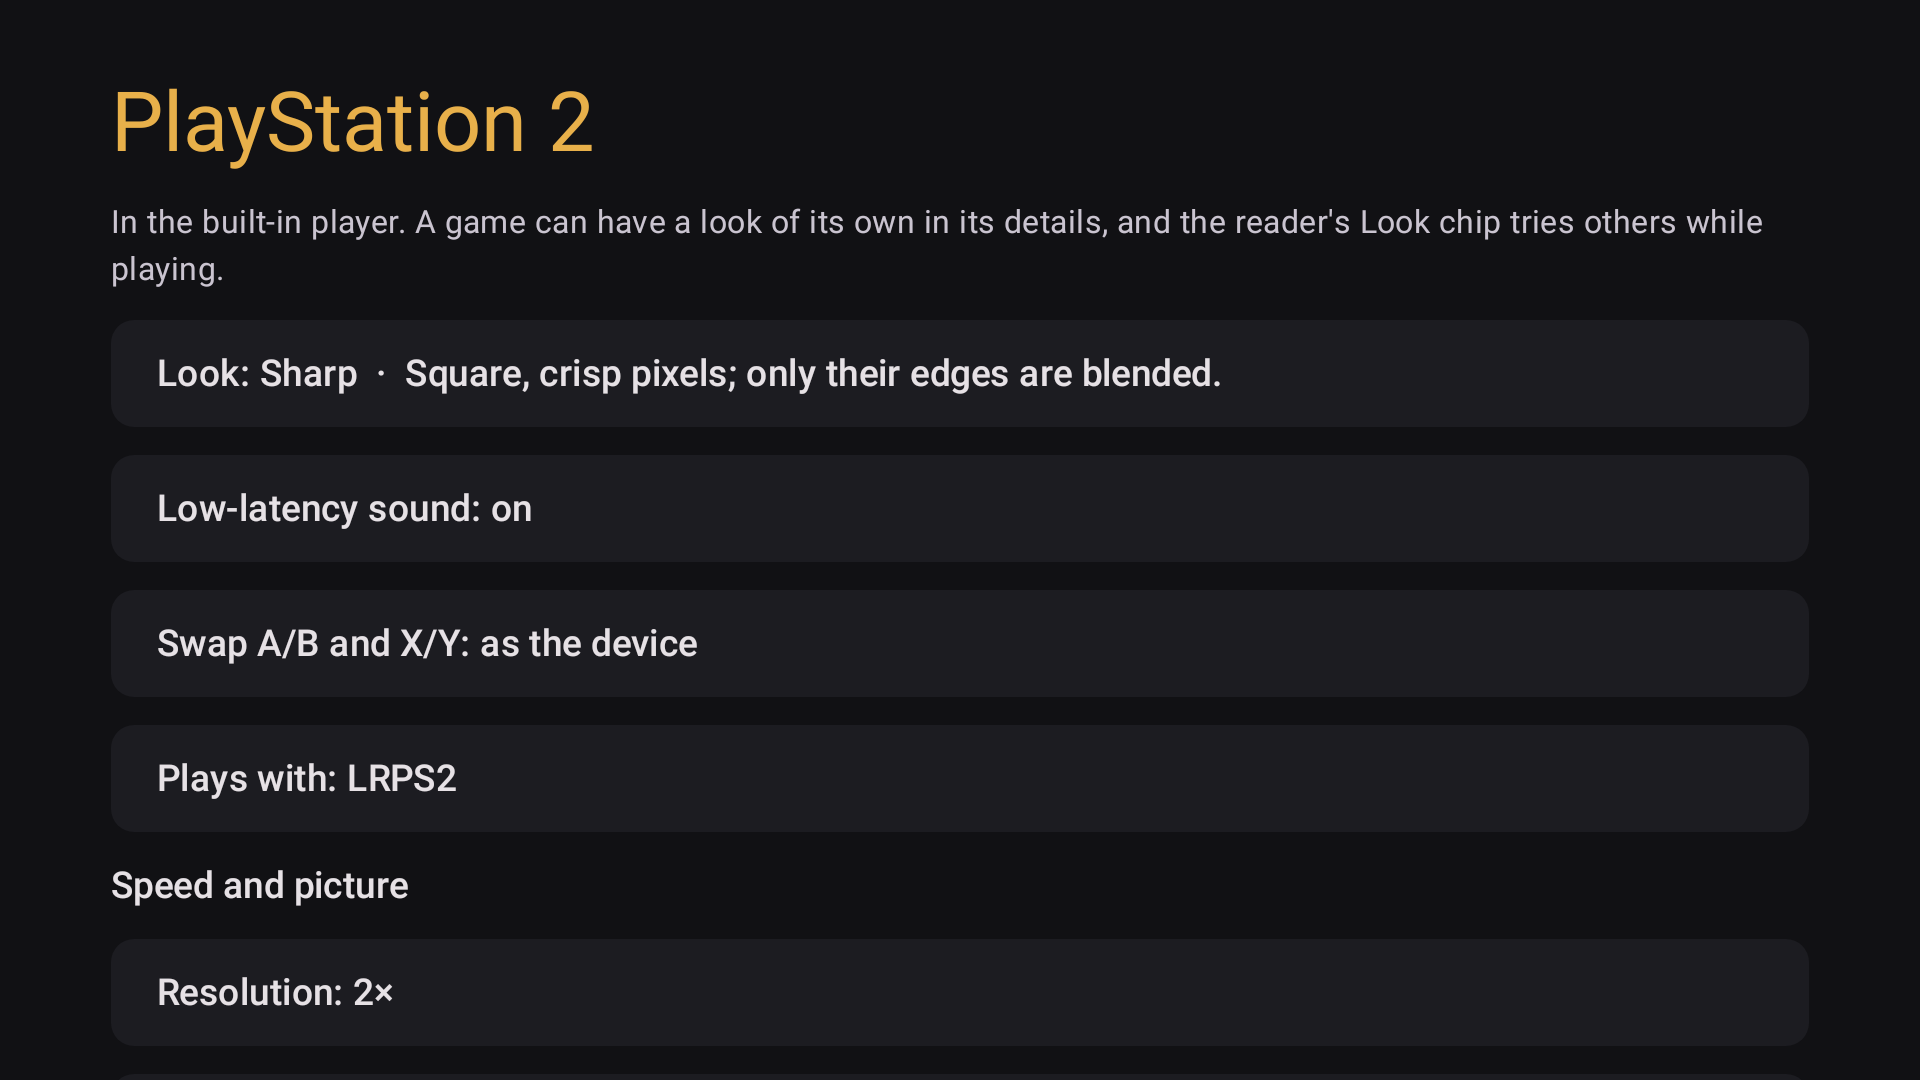 PlayStation 2
In the built-in player. A game can have a look of its own in its details, and the reader's Look chip tries others while
playing.
Look: Sharp · Square, crisp pixels; only their edges are blended.
Low-latency sound: on
Swap A/B and X/Y: as the device
Plays with: LRPS2
Speed and picture
Resolution: 2×